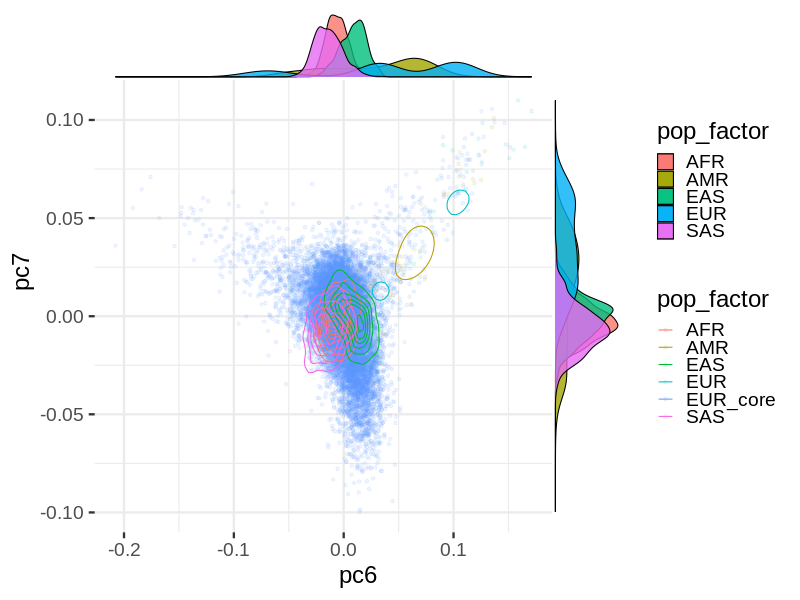 0.10
0.05
0.00
-0.05
-0.10
pc7
-0.2
-0.1
0.0
0.1
pc6
pop_factor
AFR
AMR
EAS
EUR
SAS
pop_factor
AFR
AMR
EAS
EUR
EUR_core
SAS